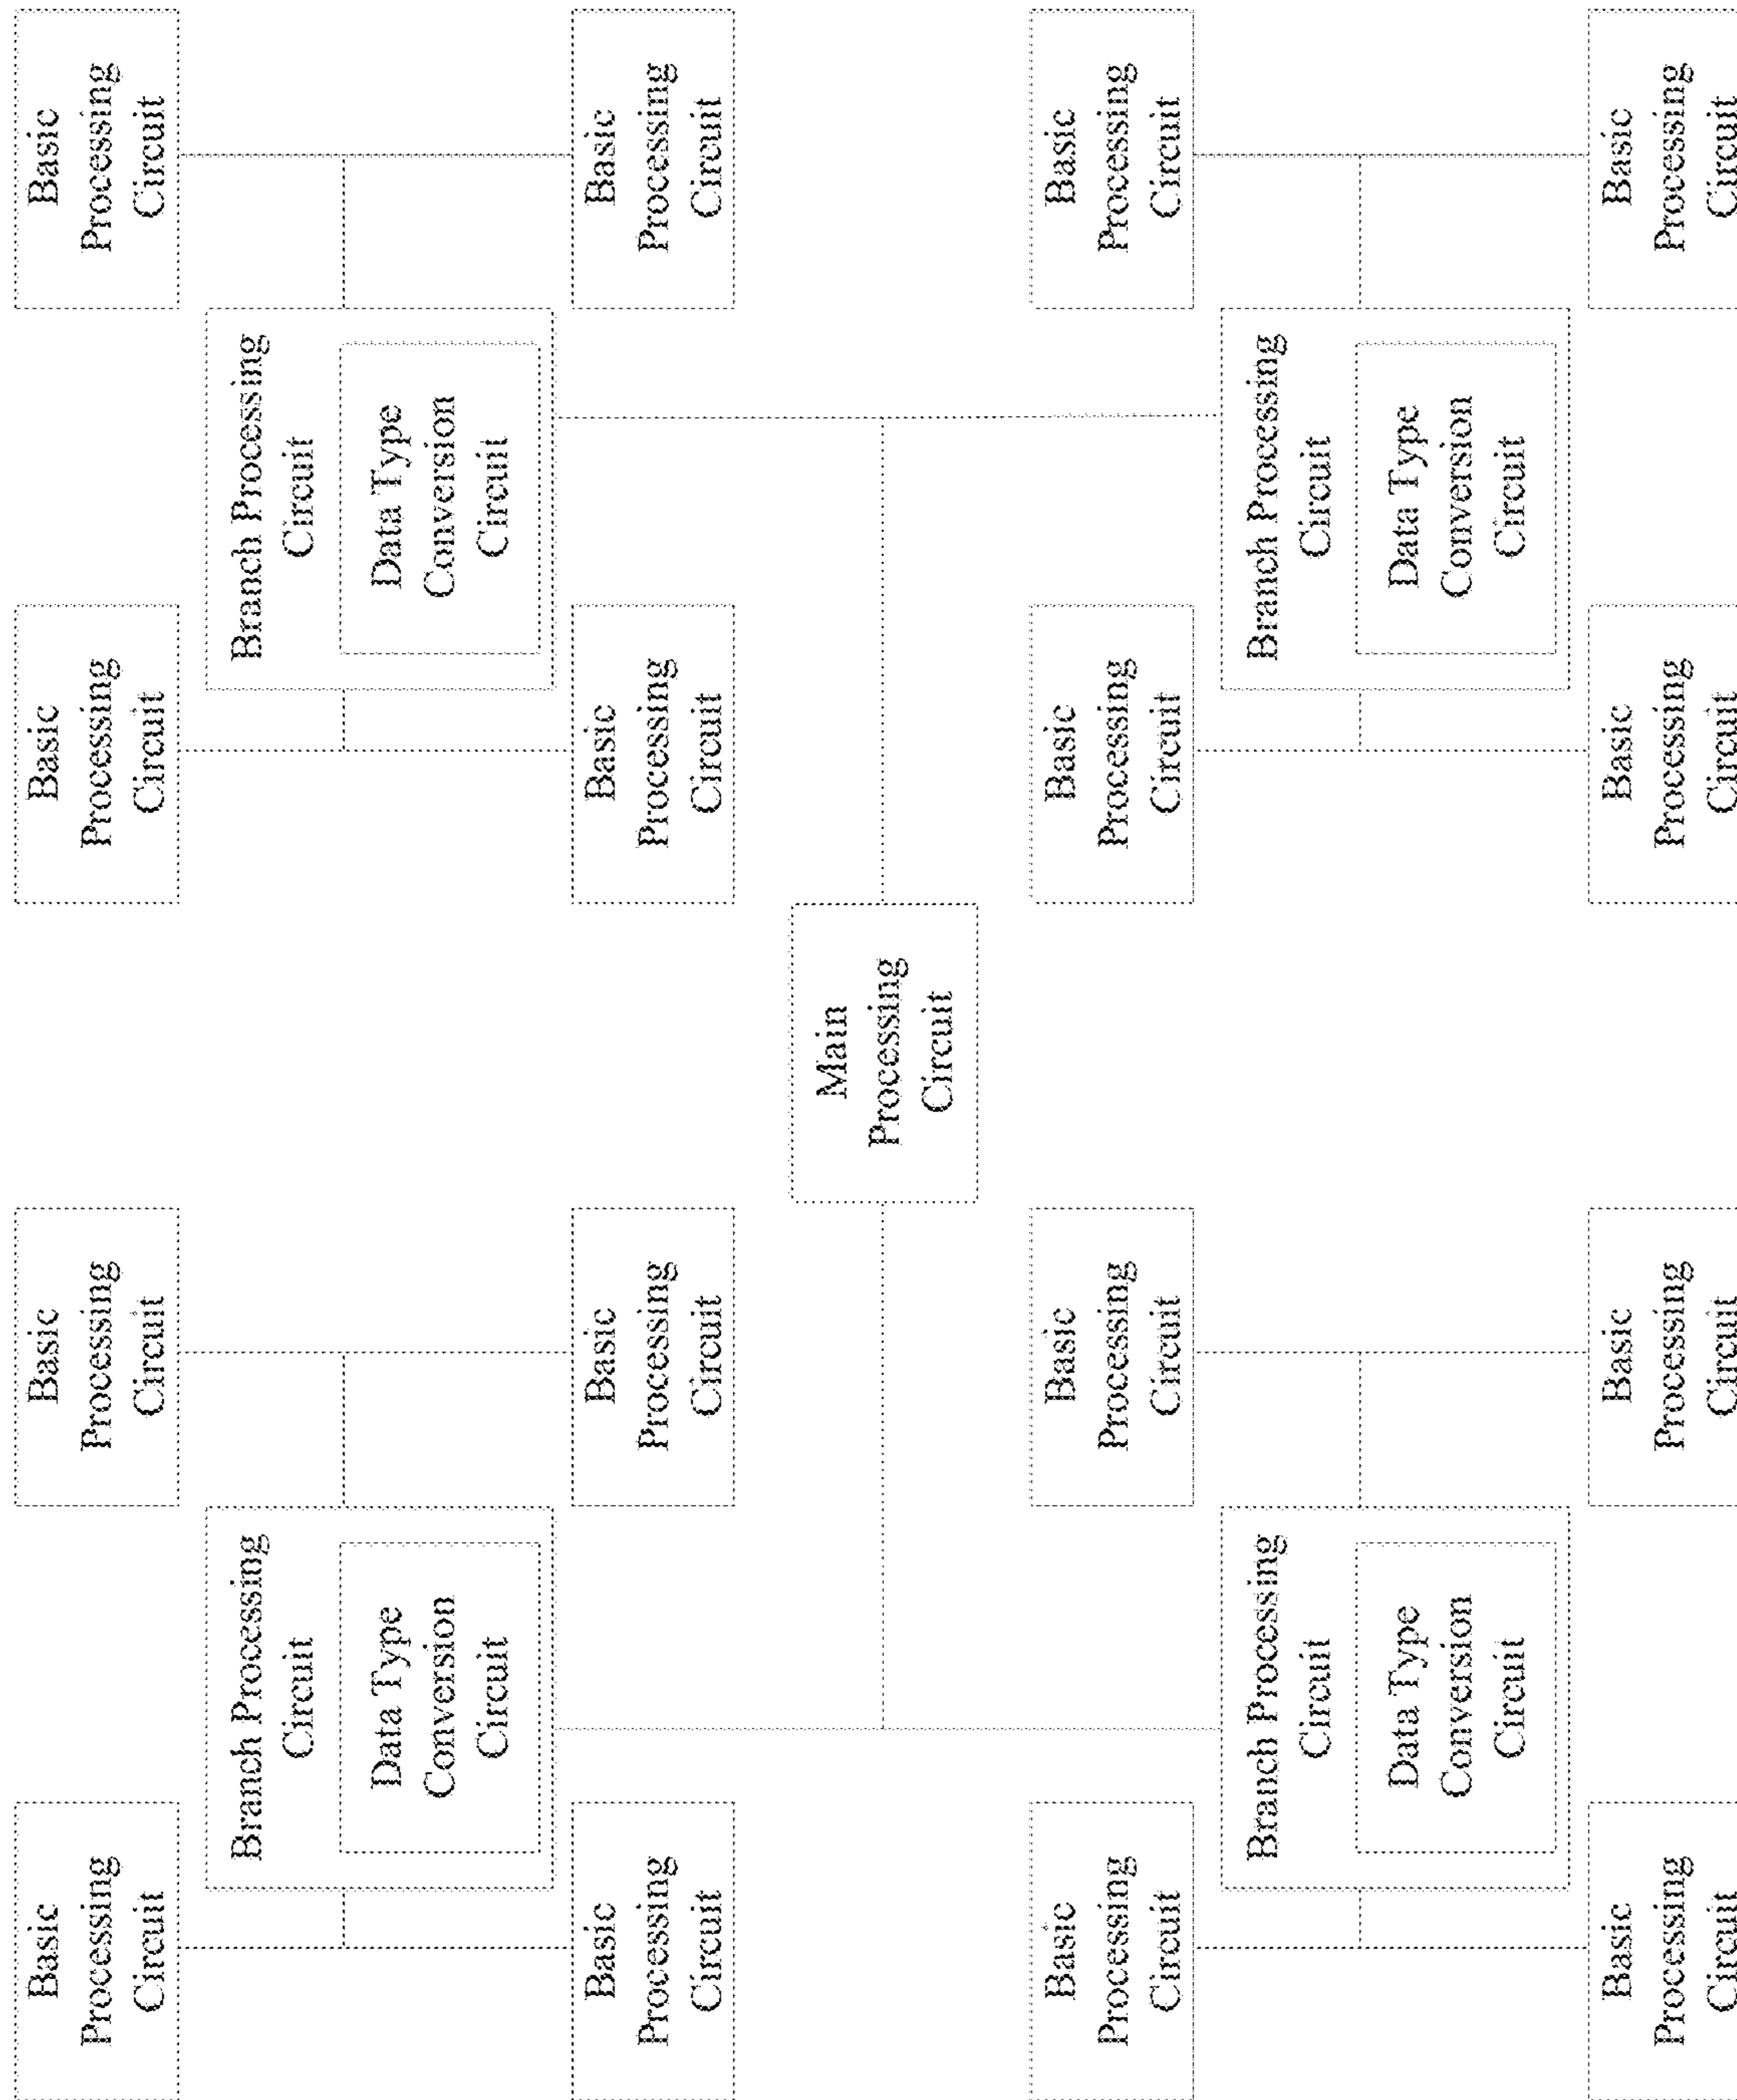 Basic
Processing
Circuit
Basic
Processing
Circuit
Basic
Processing
Circuit
Basic
Processing
Circuit
Branch Processing
Circuit
Data Type
Conversion
Circuit
Branch Processing
Circuit
Data Type
Conversion
Circuit
Basic
Processing
Circuit
Basic
Processing
Circuit
Basic
Processing
Circuit
Basic
Processing
Circuit
Main
Processing
Circuit
Basic
Processing
Circuit
Basic
Processing
Circuit
Basic
Processing
Circuit
Basic
Processing
Circuit
Branch Processing
Circuit
Data Type
Conversion
Circuit
Branch Processing
Circuit
Data Type
Conversion
Circuit
Basic
Processing
Circuit
Basic
Processing
Circuit
Basic
Processing
Circuit
Basic
Processing
Circuit